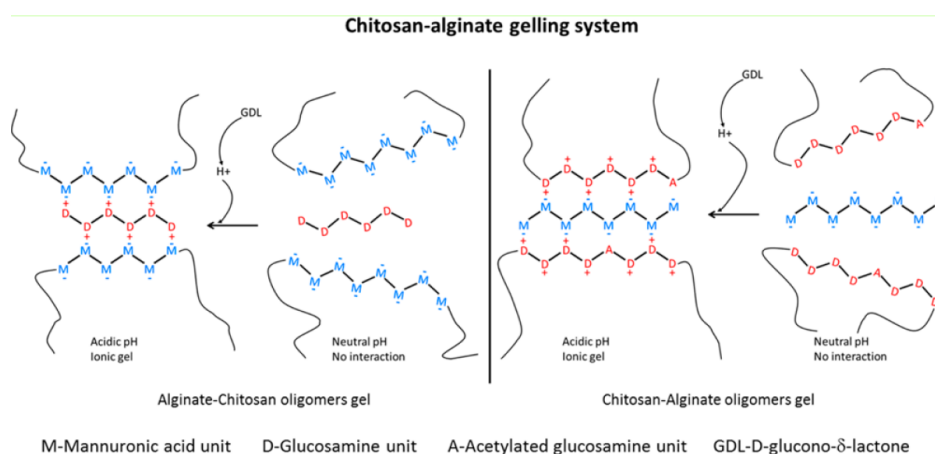 Chitosan-alginate gelling system
GDL
H+
M M M M
M M M
D D D
D D D D
M M M
M M M M
Acidic pH
Ionic gel
M M M M
M M M M
D D D D
D D
M M M M
M M M M
Neutral pH
No interaction
Alginate-Chitosan oligomers gel
GDL
H+
D D D
D D D A
M M M M
M M M M
D D A D
D D D D
Acidic pH
Ionic gel
D D D D D D A
M M M M
M M M M M
D D D D A D D D
Neutral pH
No interaction
Chitosan-Alginate oligomers gel
M-Mannuronic acid unit D-Glucosamine unit A-Acetylated glucosamine unit GDL-D-glucono-δ-lactone